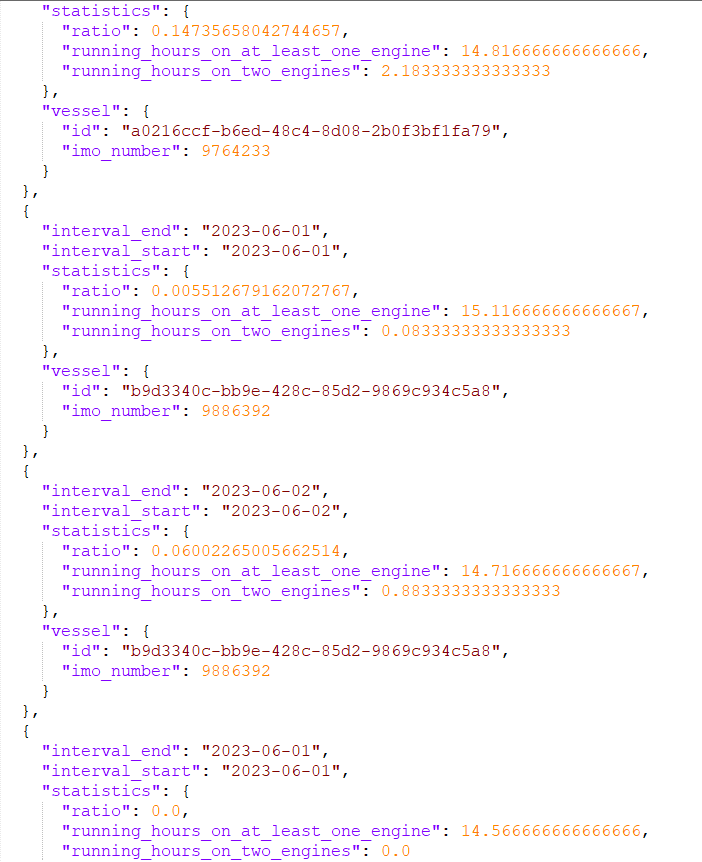 "statistics": {
"ratio": 0.14735658042744657,
"running_hours_on_at_least_one_engine": 14.816666666666666,
"running_hours_on_two_engines": 2.183333333333333
},
"vessel": {
"id": "a0216ccf-b6ed-48c4-8d08-2b0f3bf1fa79",
"imo_number": 9764233
}
},
{
"interval_end": "2023-06-01",
"interval_start": "2023-06-01",
"statistics": {
"ratio": 0.005512679162072767,
"running_hours_on_at_least_one_engine": 15.116666666666667,
"running_hours_on_two_engines": 0.08333333333333333
},
"vessel": {
"id": "b9d3340c-bb9e-428c-85d2-9869c934c5a8",
"imo_number": 9886392
}
},
{
"interval_end": "2023-06-02",
"interval_start": "2023-06-02",
"statistics": {
"ratio": 0.06002265005662514,
"running_hours_on_at_least_one_engine": 14.716666666666667,
"running_hours_on_two_engines": 0.8833333333333333
},
"vessel": {
"id": "b9d3340c-bb9e-428c-85d2-9869c934c5a8",
"imo_number": 9886392
}
},
{
"interval_end": "2023-06-01",
"interval_start": "2023-06-01",
"statistics": {
"ratio": 0.0,
"running_hours_on_at_least_one_engine": 14.566666666666666,
"running_hours_on_two_engines": 0.0